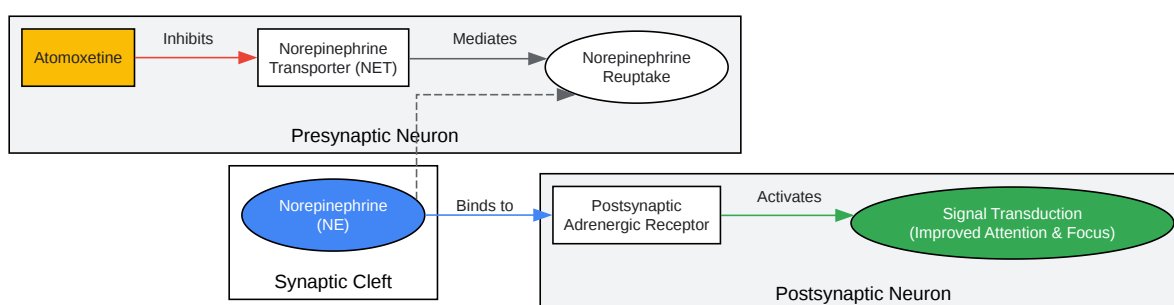 Atomoxetine
Inhibits
Norepinephrine
Transporter (NET)
Mediates
Norepinephrine
Reuptake
Presynaptic Neuron
Norepinephrine
(NE)
Binds to
Synaptic Cleft
Postsynaptic
Adrenergic Receptor
Activates
Signal Transduction
(Improved Attention & Focus)
Postsynaptic Neuron